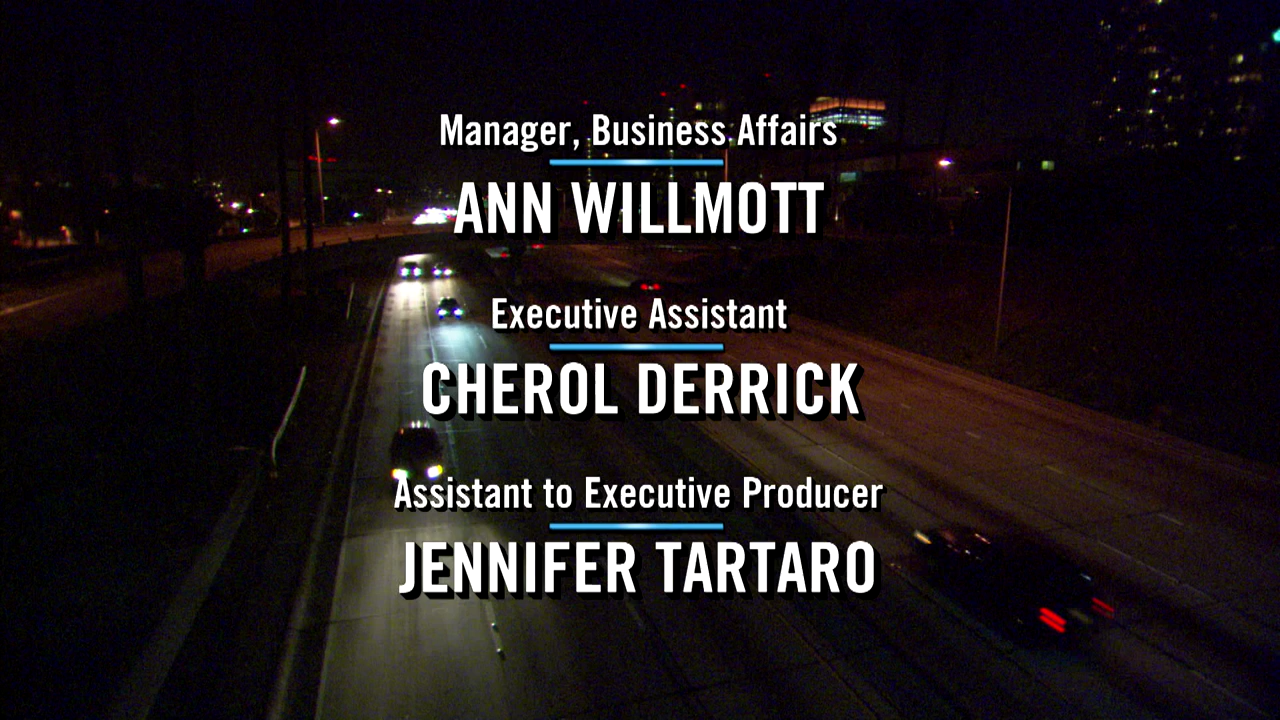 Manager, Business Affairs
ANN WILLMOTT
Executive Assistant
CHEROL DERRICK
Assistant to Executive Producer
JENNIFER TARTARO